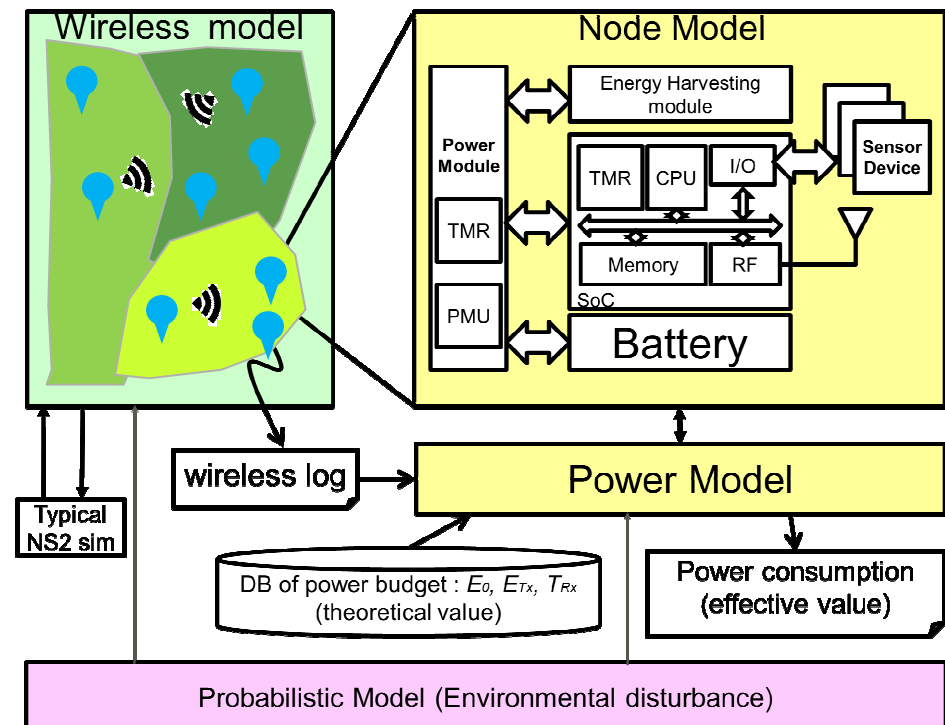 Wireless model
Node Model
Power
Module
TMR
PMU
Energy Harvesting
module
TMR
CPU
I/O
Memory
RF
SoC
Sensor
Device
Battery
wireless log
Power Model
Typical
NS2 sim
DB of power budget : E0, ETx, TRx
(theoretical value)
Power consumption
(effective value)
Probabilistic Model (Environmental disturbance)